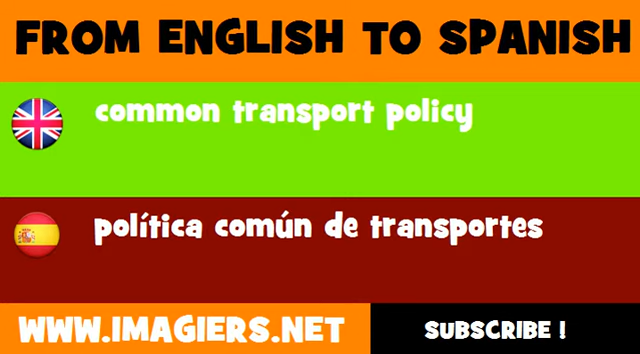 FROM ENGLISH TO SPANISH
common transport policy
política común de transportes
WWW.IMAGIERS.NET
SUBSCRIBE !